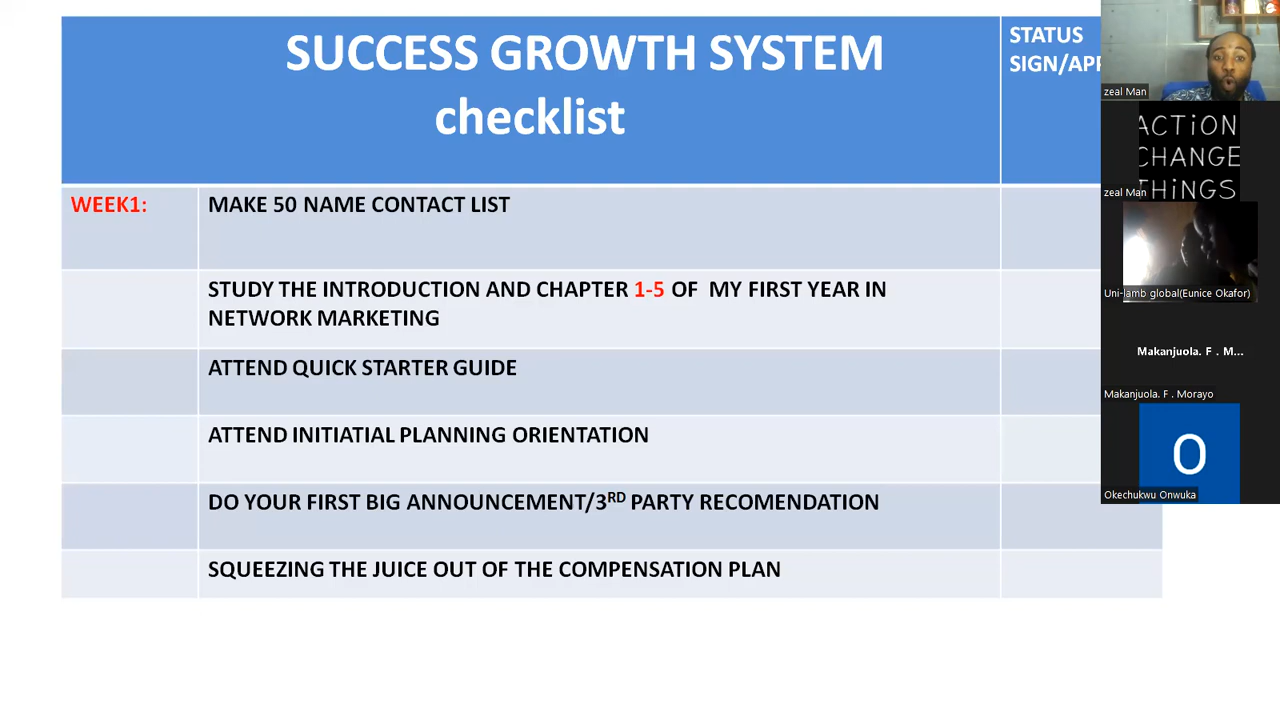 SUCCESS GROWTH SYSTEM
checklist
STATUS
SIGN/APP
WEEK1:
MAKE 50 NAME CONTACT LIST
STUDY THE INTRODUCTION AND CHAPTER 1-5 OF MY FIRST YEAR IN
NETWORK MARKETING
ATTEND QUICK STARTER GUIDE
ATTEND INITIATIAL PLANNING ORIENTATION
DO YOUR FIRST BIG ANNOUNCEMENT/3RD PARTY RECOMENDATION
SQUEEZING THE JUICE OUT OF THE COMPENSATION PLAN
zeal Man
ACTiON
CHANGE
THiNGS
zeal Man
Uni-lamb global(Eunice Okafor)
Makanjuola. F . M...
Makanjuola. F . Morayo
O
Okechukwu Onwuka